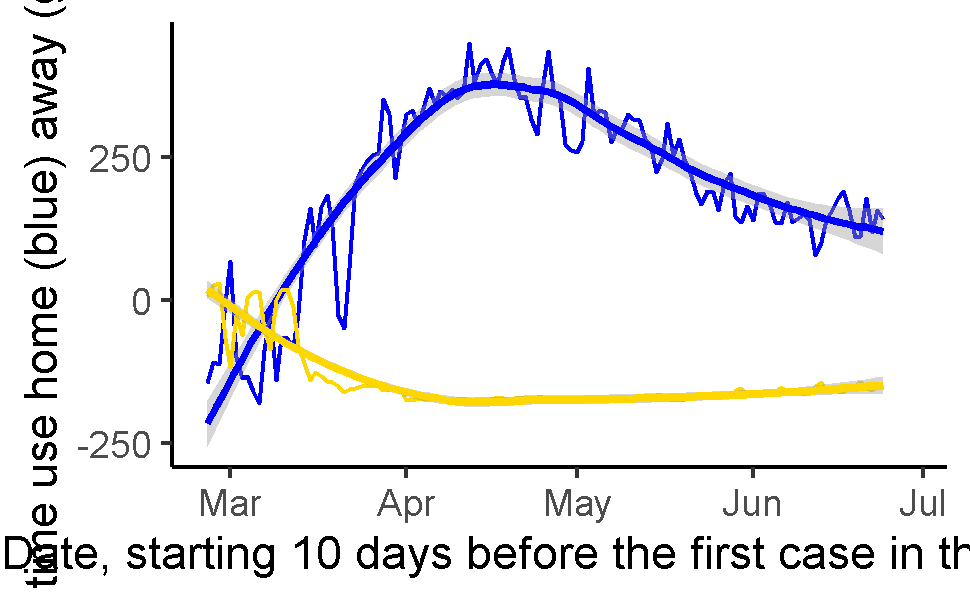 time use home (blue) away (
250
0
-250
Mar Apr May Jun Jul
Date, starting 10 days before the first case in th